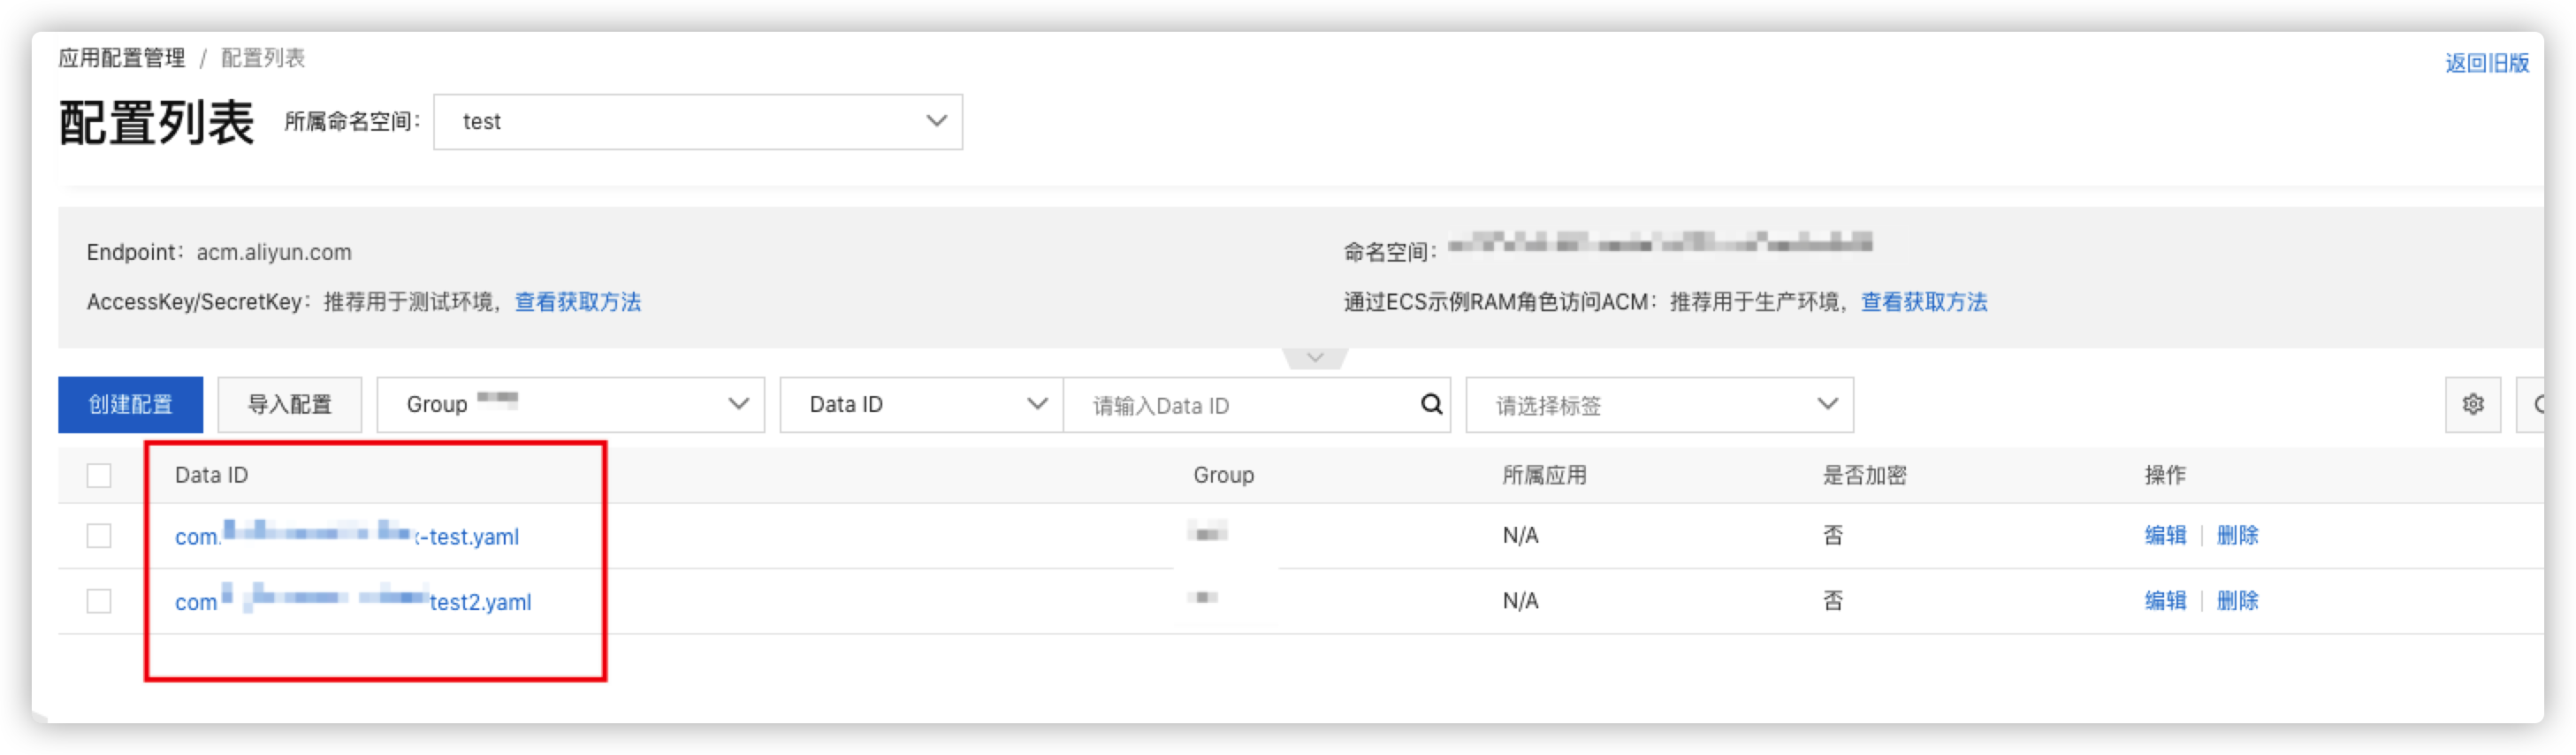 应用配置管理 / 配置列表
返回旧版
配置列表 所属命名空间: test
Endpoint: acm.aliyun.com 命名空间:
AccessKey/SecretKey: 推荐用于测试环境, 查看获取方法 通过ECS示例RAM角色访问ACM: 推荐用于生产环境, 查看获取方法
创建配置 导入配置 Group Data ID 请输入Data ID 请选择标签
Data ID Group 所属应用 是否加密 操作
com. -test.yaml N/A 否 编辑 | 删除
com test2.yaml N/A 否 编辑 | 删除